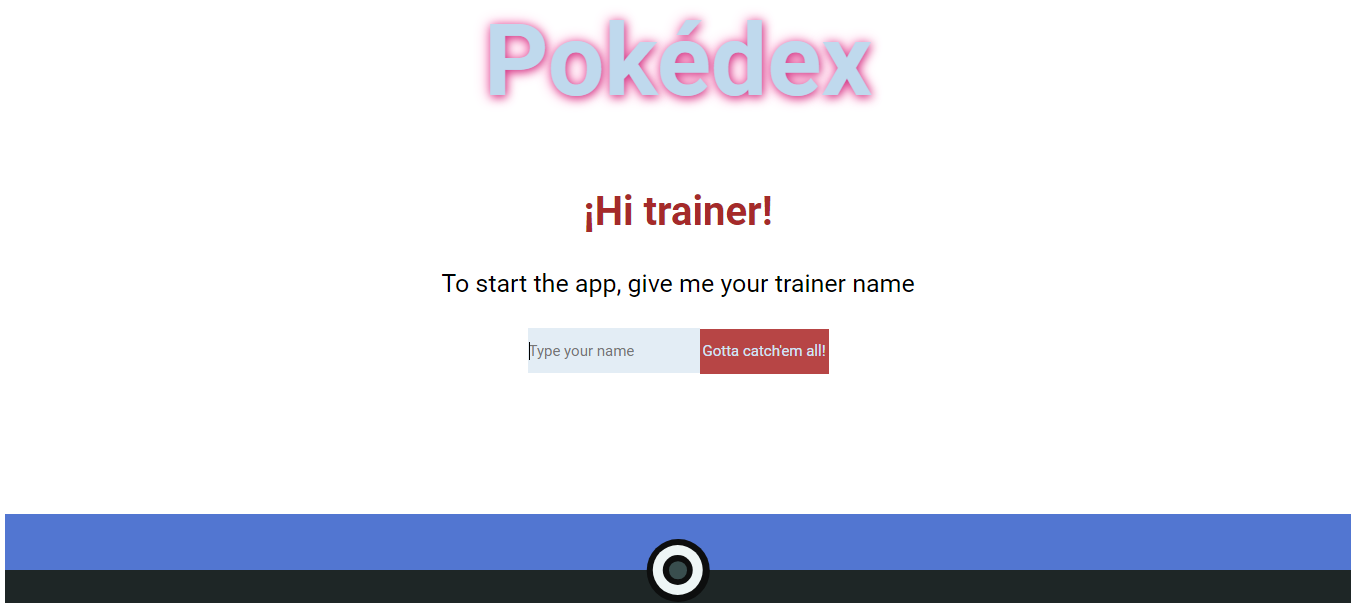 Pokédex
¡Hi trainer!
To start the app, give me your trainer name
Type your name
Gotta catch'em all!